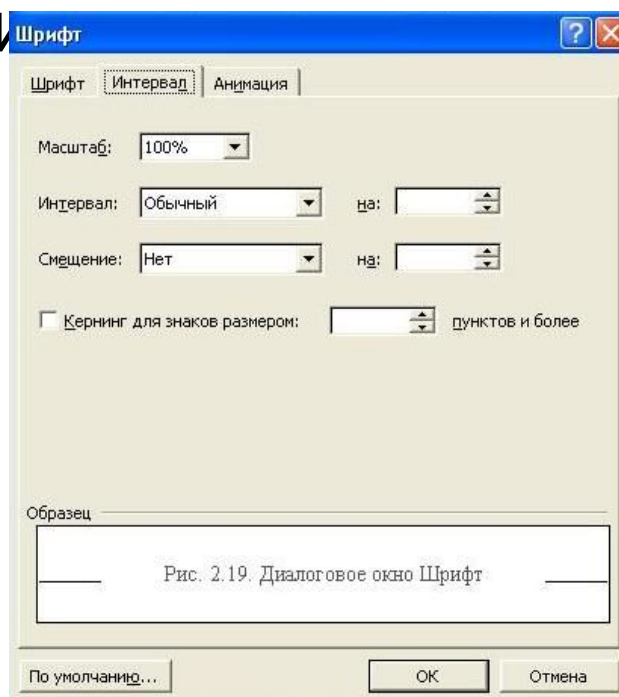 Шрифт
Шрифт Интервал Анимация
Масштаб: 100%
Интервал: Обычный на:
Смещение: Нет на:
Кернинг для знаков размером: пунктов и более
Образец
Рис. 2.19. Диалоговое окно Шрифт
По умолчанию... ОК Отмена